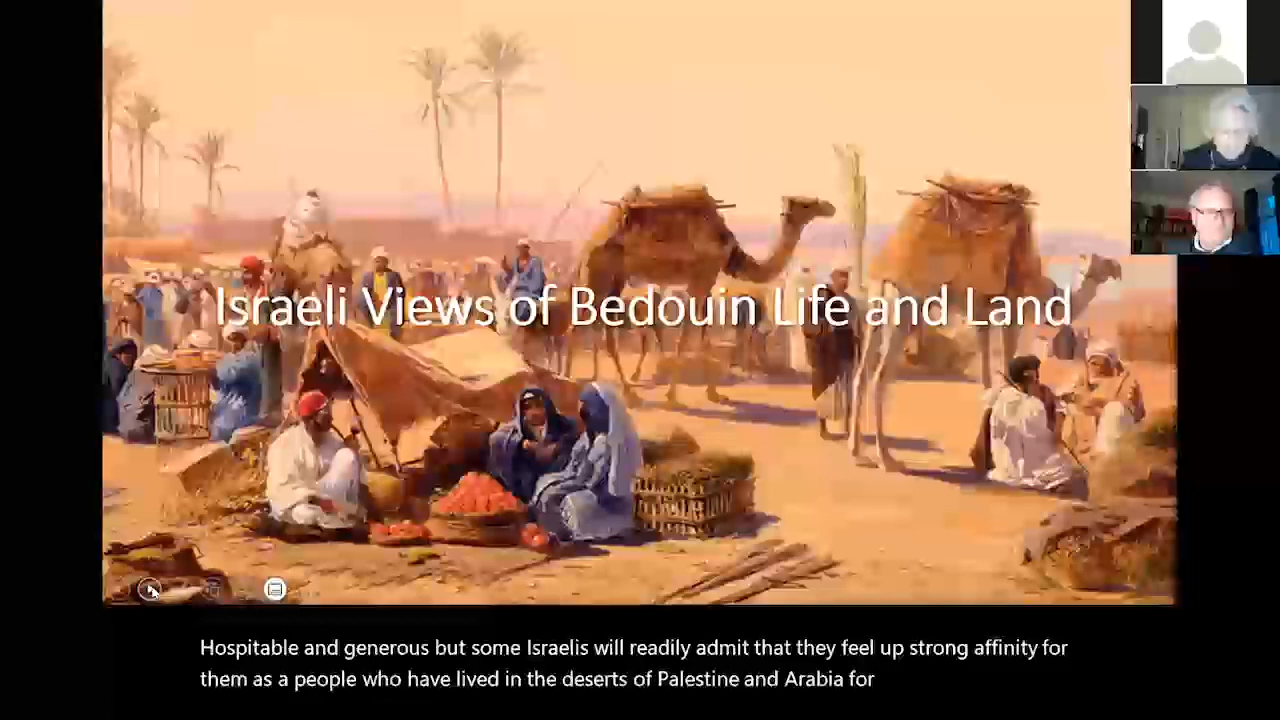 Israeli Views of Bedouin Life and Land
Hospitable and generous but some Israelis will readily admit that they feel up strong affinity for
them as a people who have lived in the deserts of Palestine and Arabia for